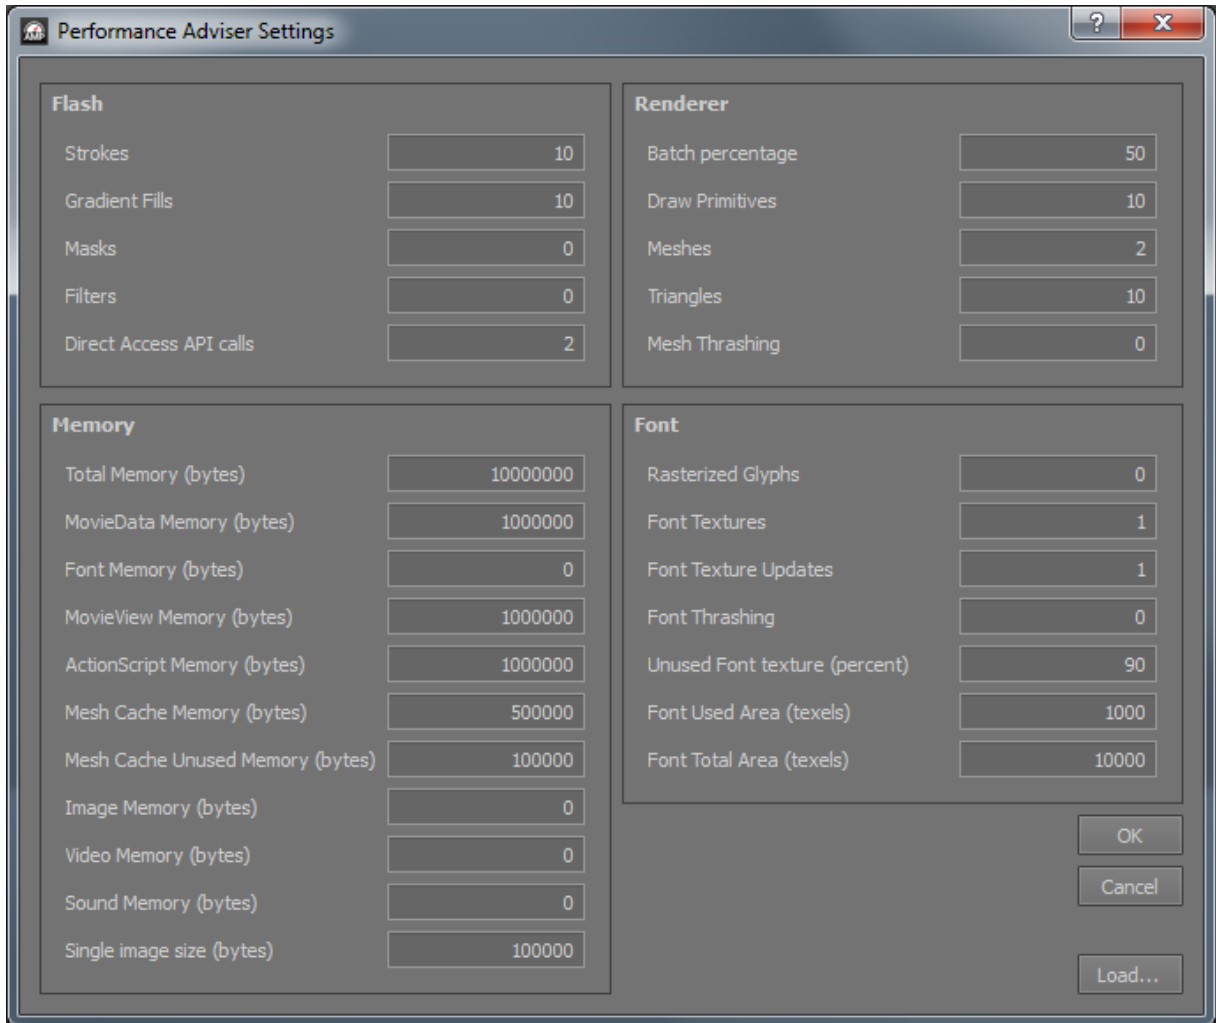 Performance Adviser Settings
Flash
Strokes 10
Gradient Fills 10
Masks 0
Filters 0
Direct Access API calls 2
Renderer
Batch percentage 50
Draw Primitives 10
Meshes 2
Triangles 10
Mesh Thrashing 0
Memory
Total Memory (bytes) 10000000
MovieData Memory (bytes) 1000000
Font Memory (bytes) 0
MovieView Memory (bytes) 1000000
ActionScript Memory (bytes) 1000000
Mesh Cache Memory (bytes) 500000
Mesh Cache Unused Memory (bytes) 100000
Image Memory (bytes) 0
Video Memory (bytes) 0
Sound Memory (bytes) 0
Single image size (bytes) 100000
Font
Rasterized Glyphs 0
Font Textures 1
Font Texture Updates 1
Font Thrashing 0
Unused Font texture (percent) 90
Font Used Area (texels) 1000
Font Total Area (texels) 10000
OK
Cancel
Load...